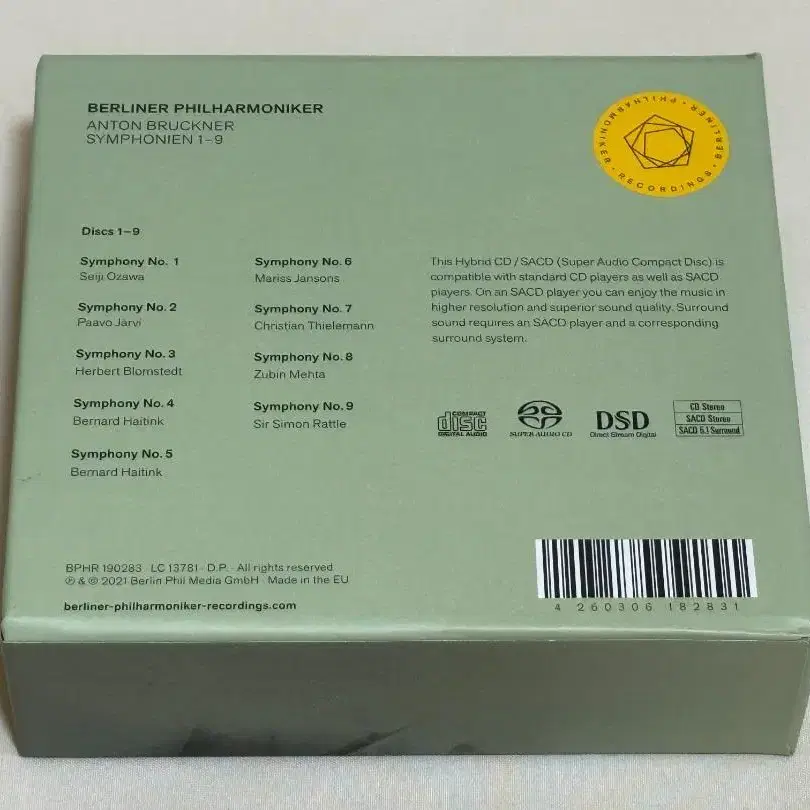 BERLINER PHILHARMONIKER
ANTON BRUCKNER
SYMPHONIEN 1–9
BERLINER · PHILHARMONIKER · RECORDINGS ·
Discs 1–9
Symphony No. 1
Seiji Ozawa
Symphony No. 2
Paavo Järvi
Symphony No. 3
Herbert Blomstedt
Symphony No. 4
Bernard Haitink
Symphony No. 5
Bernard Haitink
Symphony No. 6
Mariss Jansons
Symphony No. 7
Christian Thielemann
Symphony No. 8
Zubin Mehta
Symphony No. 9
Sir Simon Rattle
This Hybrid CD / SACD (Super Audio Compact Disc) is
compatible with standard CD players as well as SACD
players. On an SACD player you can enjoy the music in
higher resolution and superior sound quality. Surround
sound requires an SACD player and a corresponding
surround system.
COMPACT
disc
DIGITAL AUDIO
SUPER AUDIO CD
DSD
Direct Stream Digital
CD Stereo
SACD Stereo
SACD 5.1 Surround
BPHR 190283 · LC 13781 · D.P. · All rights reserved
℗ & © 2021 Berlin Phil Media GmbH · Made in the EU
berliner-philharmoniker-recordings.com
4 260306 182831